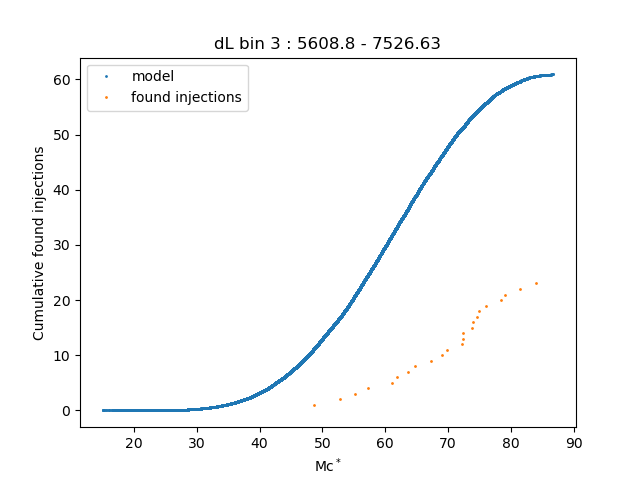 dL bin 3 : 5608.8 - 7526.63
model
found injections
Cumulative found injections
60
50
40
30
20
10
0
20 30 40 50 60 70 80 90
Mc*